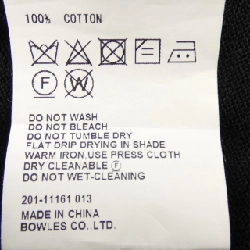 100% COTTON
F W
DO NOT WASH
DO NOT BLEACH
DO NOT TUMBLE DRY
FLAT DRIP DRYING IN SHADE
WARM IRON,USE PRESS CLOTH
DRY CLEANABLE Ⓕ
DO NOT WET-CLEANING
201-11161 013
MADE IN CHINA
BOWLES CO. LTD.